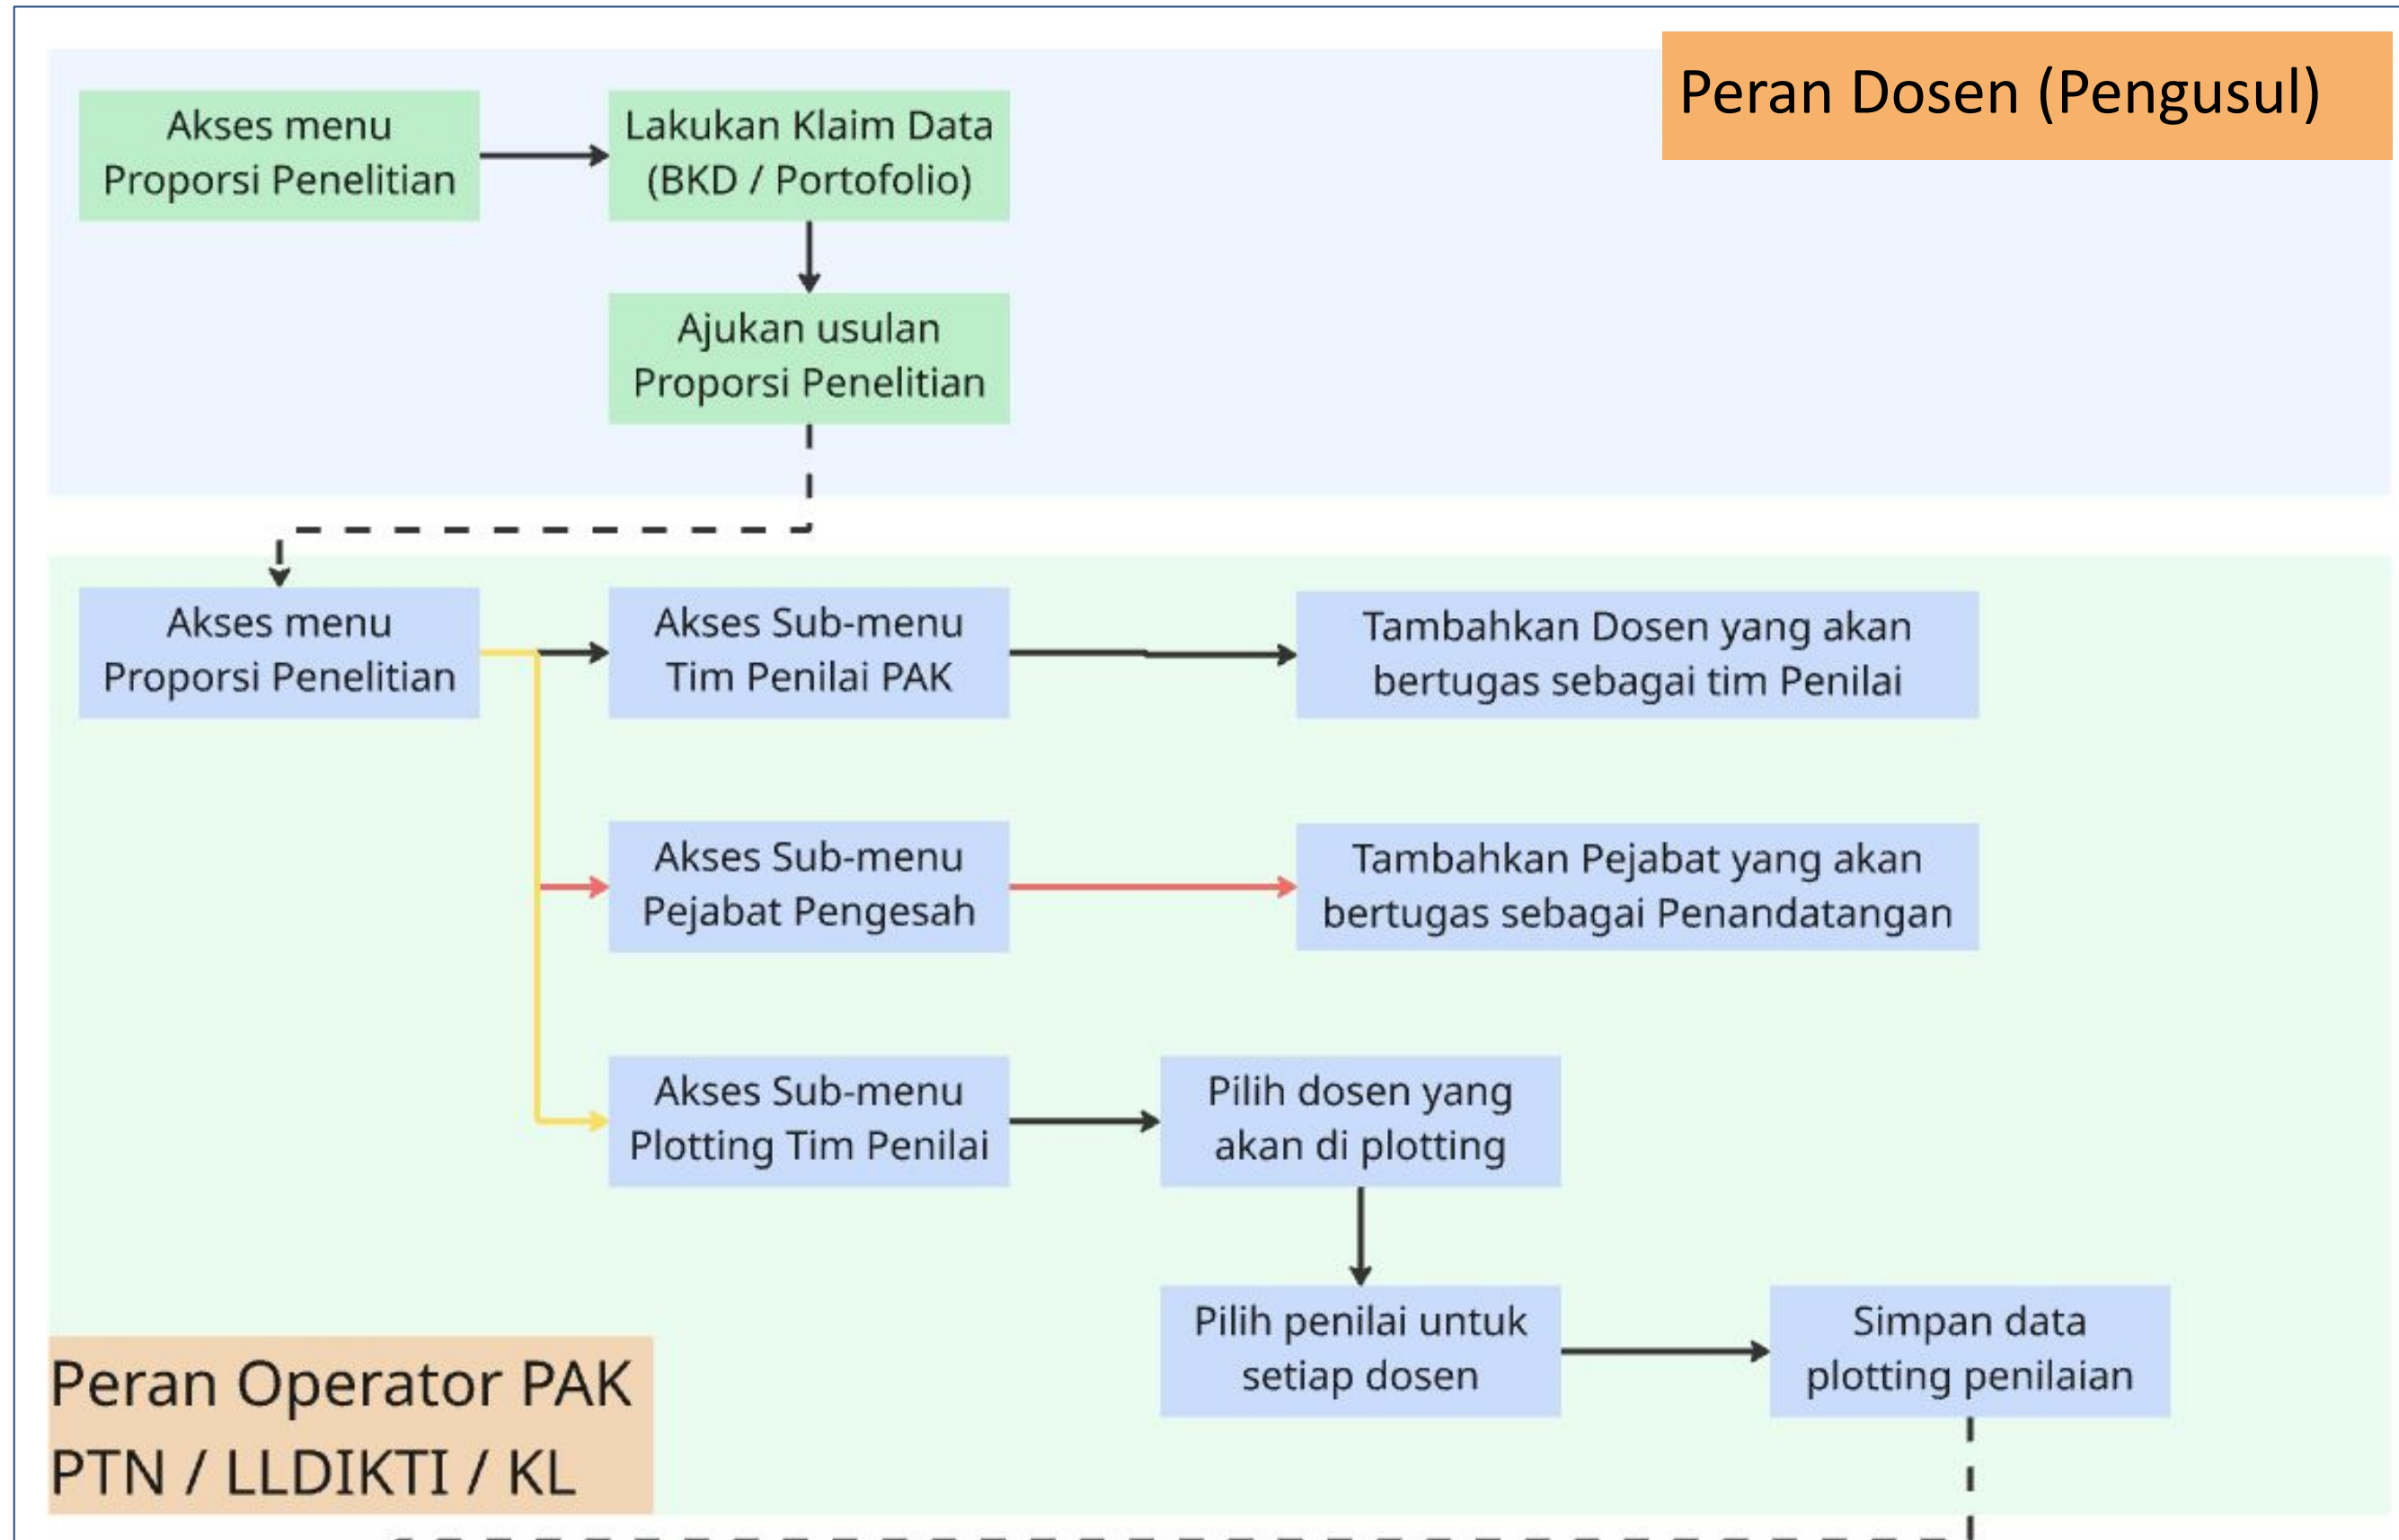 Peran Dosen (Pengusul)
Akses menu
Proporsi Penelitian
Lakukan Klaim Data
(BKD / Portofolio)
Ajukan usulan
Proporsi Penelitian
Akses menu
Proporsi Penelitian
Akses Sub-menu
Tim Penilai PAK
Tambahkan Dosen yang akan
bertugas sebagai tim Penilai
Akses Sub-menu
Pejabat Pengesah
Tambahkan Pejabat yang akan
bertugas sebagai Penandatangan
Akses Sub-menu
Plotting Tim Penilai
Pilih dosen yang
akan di plotting
Pilih penilai untuk
setiap dosen
Simpan data
plotting penilaian
Peran Operator PAK
PTN / LLDIKTI / KL